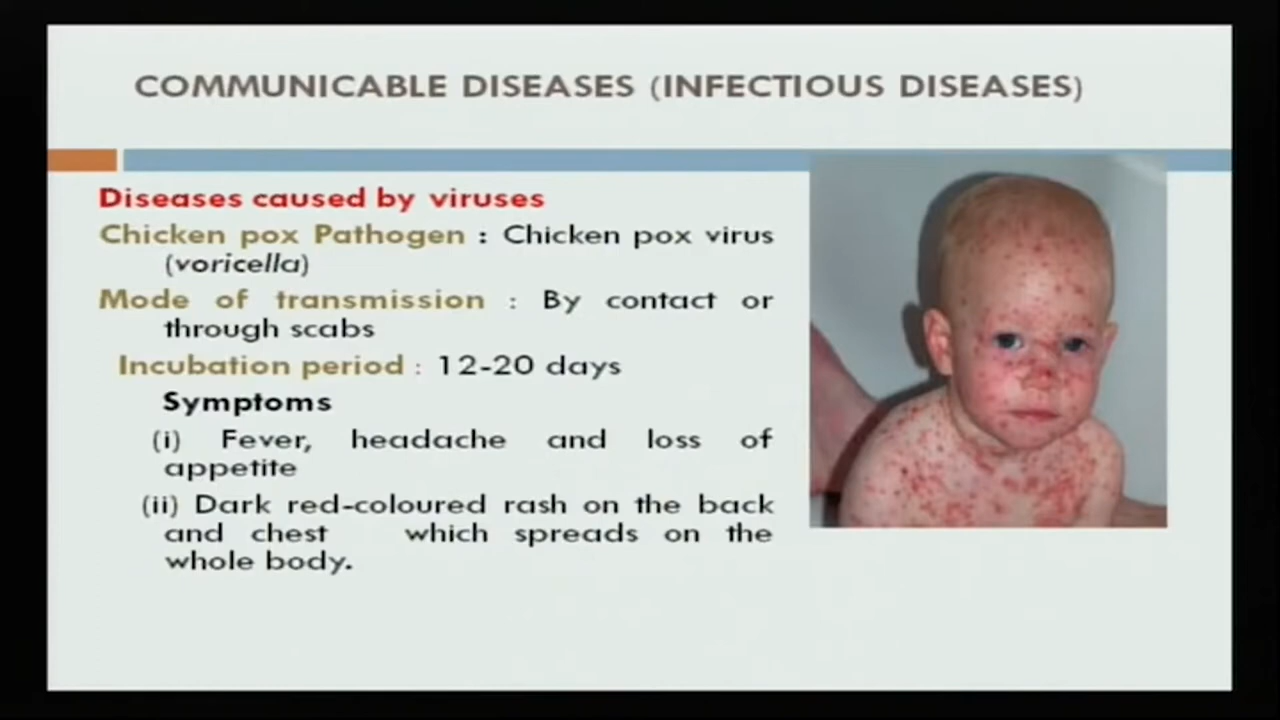 COMMUNICABLE DISEASES (INFECTIOUS DISEASES)
Diseases caused by viruses
Chicken pox Pathogen : Chicken pox virus
(voricella)
Mode of transmission : By contact or
through scabs
Incubation period : 12-20 days
Symptoms
(i) Fever, headache and loss of
appetite
(ii) Dark red-coloured rash on the back
and chest which spreads on the
whole body.